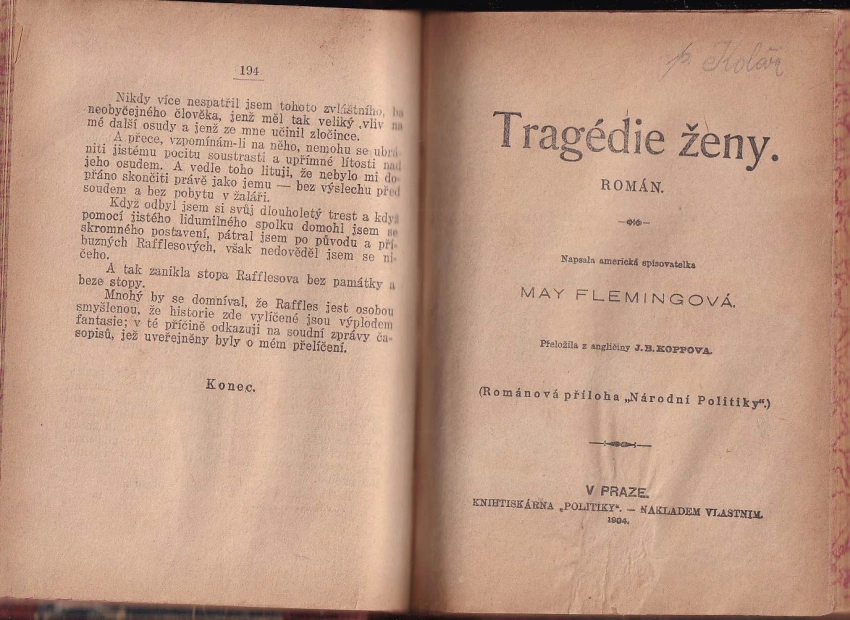 194
Nikdy více nespatřil jsem tohoto zvláštního, ba
neobyčejného člověka, jenž měl tak veliký vliv na
mé další osudy a jenž ze mne učinil zločince.
A přece, vzpomínám-li na něho, nemohu se ubrá-
niti jistému pocitu soustrasti a upřímné lítosti nad
jeho osudem. A vedle toho lituji, že nebylo mi do-
přáno skončiti právě jako jemu — bez výslechu před
soudem a bez pobytu v žaláři.
Když odbyl jsem si svůj dlouholetý trest a když
pomocí jistého lidumilného spolku domohl jsem se
skromného postavení, pátral jsem po původu a pří-
buzných Rafflesových, však nedověděl jsem se ni-
čeho.
A tak zanikla stopa Rafflesova bez památky a
beze stopy.
Mnohý by se domníval, že Raffles jest osobou
smyšlenou, že historie zde vylíčené jsou výplodem
fantasie; v té příčině odkazuji na soudní zprávy ča-
sopisů, jež uveřejněny byly o mém přelíčení.
Konec.
p. Kolář
Tragédie ženy.
ROMÁN.
Napsala americká spisovatelka
MAY FLEMINGOVÁ.
Přeložila z angličiny J. B. KOPPOVA.
(Románová příloha „Národní Politiky“.)
V PRAZE.
KNIHTISKÁRNA „POLITIKY“. — NAKLADEM VLASTNIM.
1904.